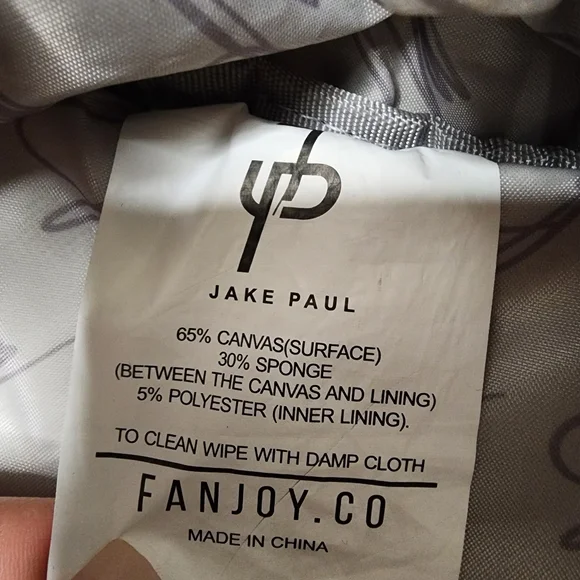 JAKE PAUL
65% CANVAS(SURFACE)
30% SPONGE
(BETWEEN THE CANVAS AND LINING)
5% POLYESTER (INNER LINING).
TO CLEAN WIPE WITH DAMP CLOTH
FANJOY.CO
MADE IN CHINA